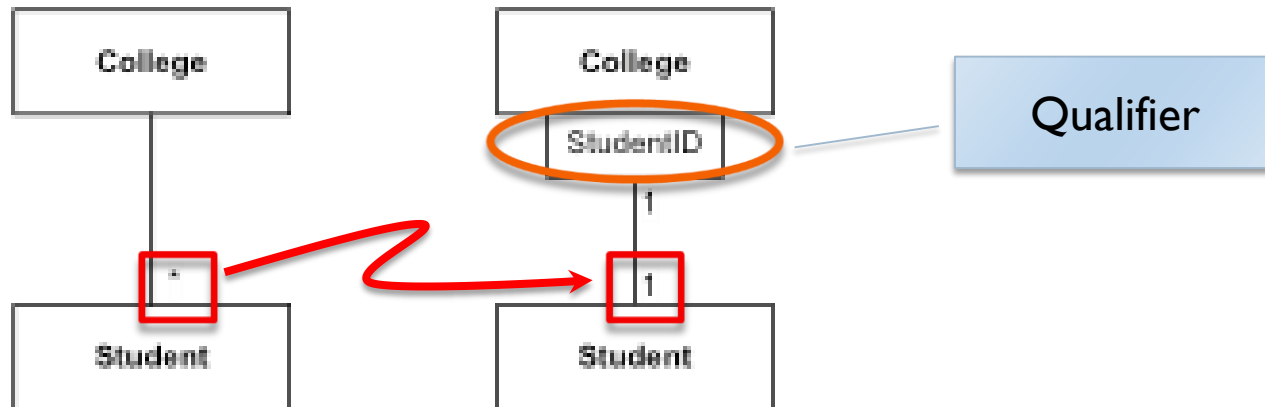 College
*
Student
College
StudentID
1
1
Student
Qualifier